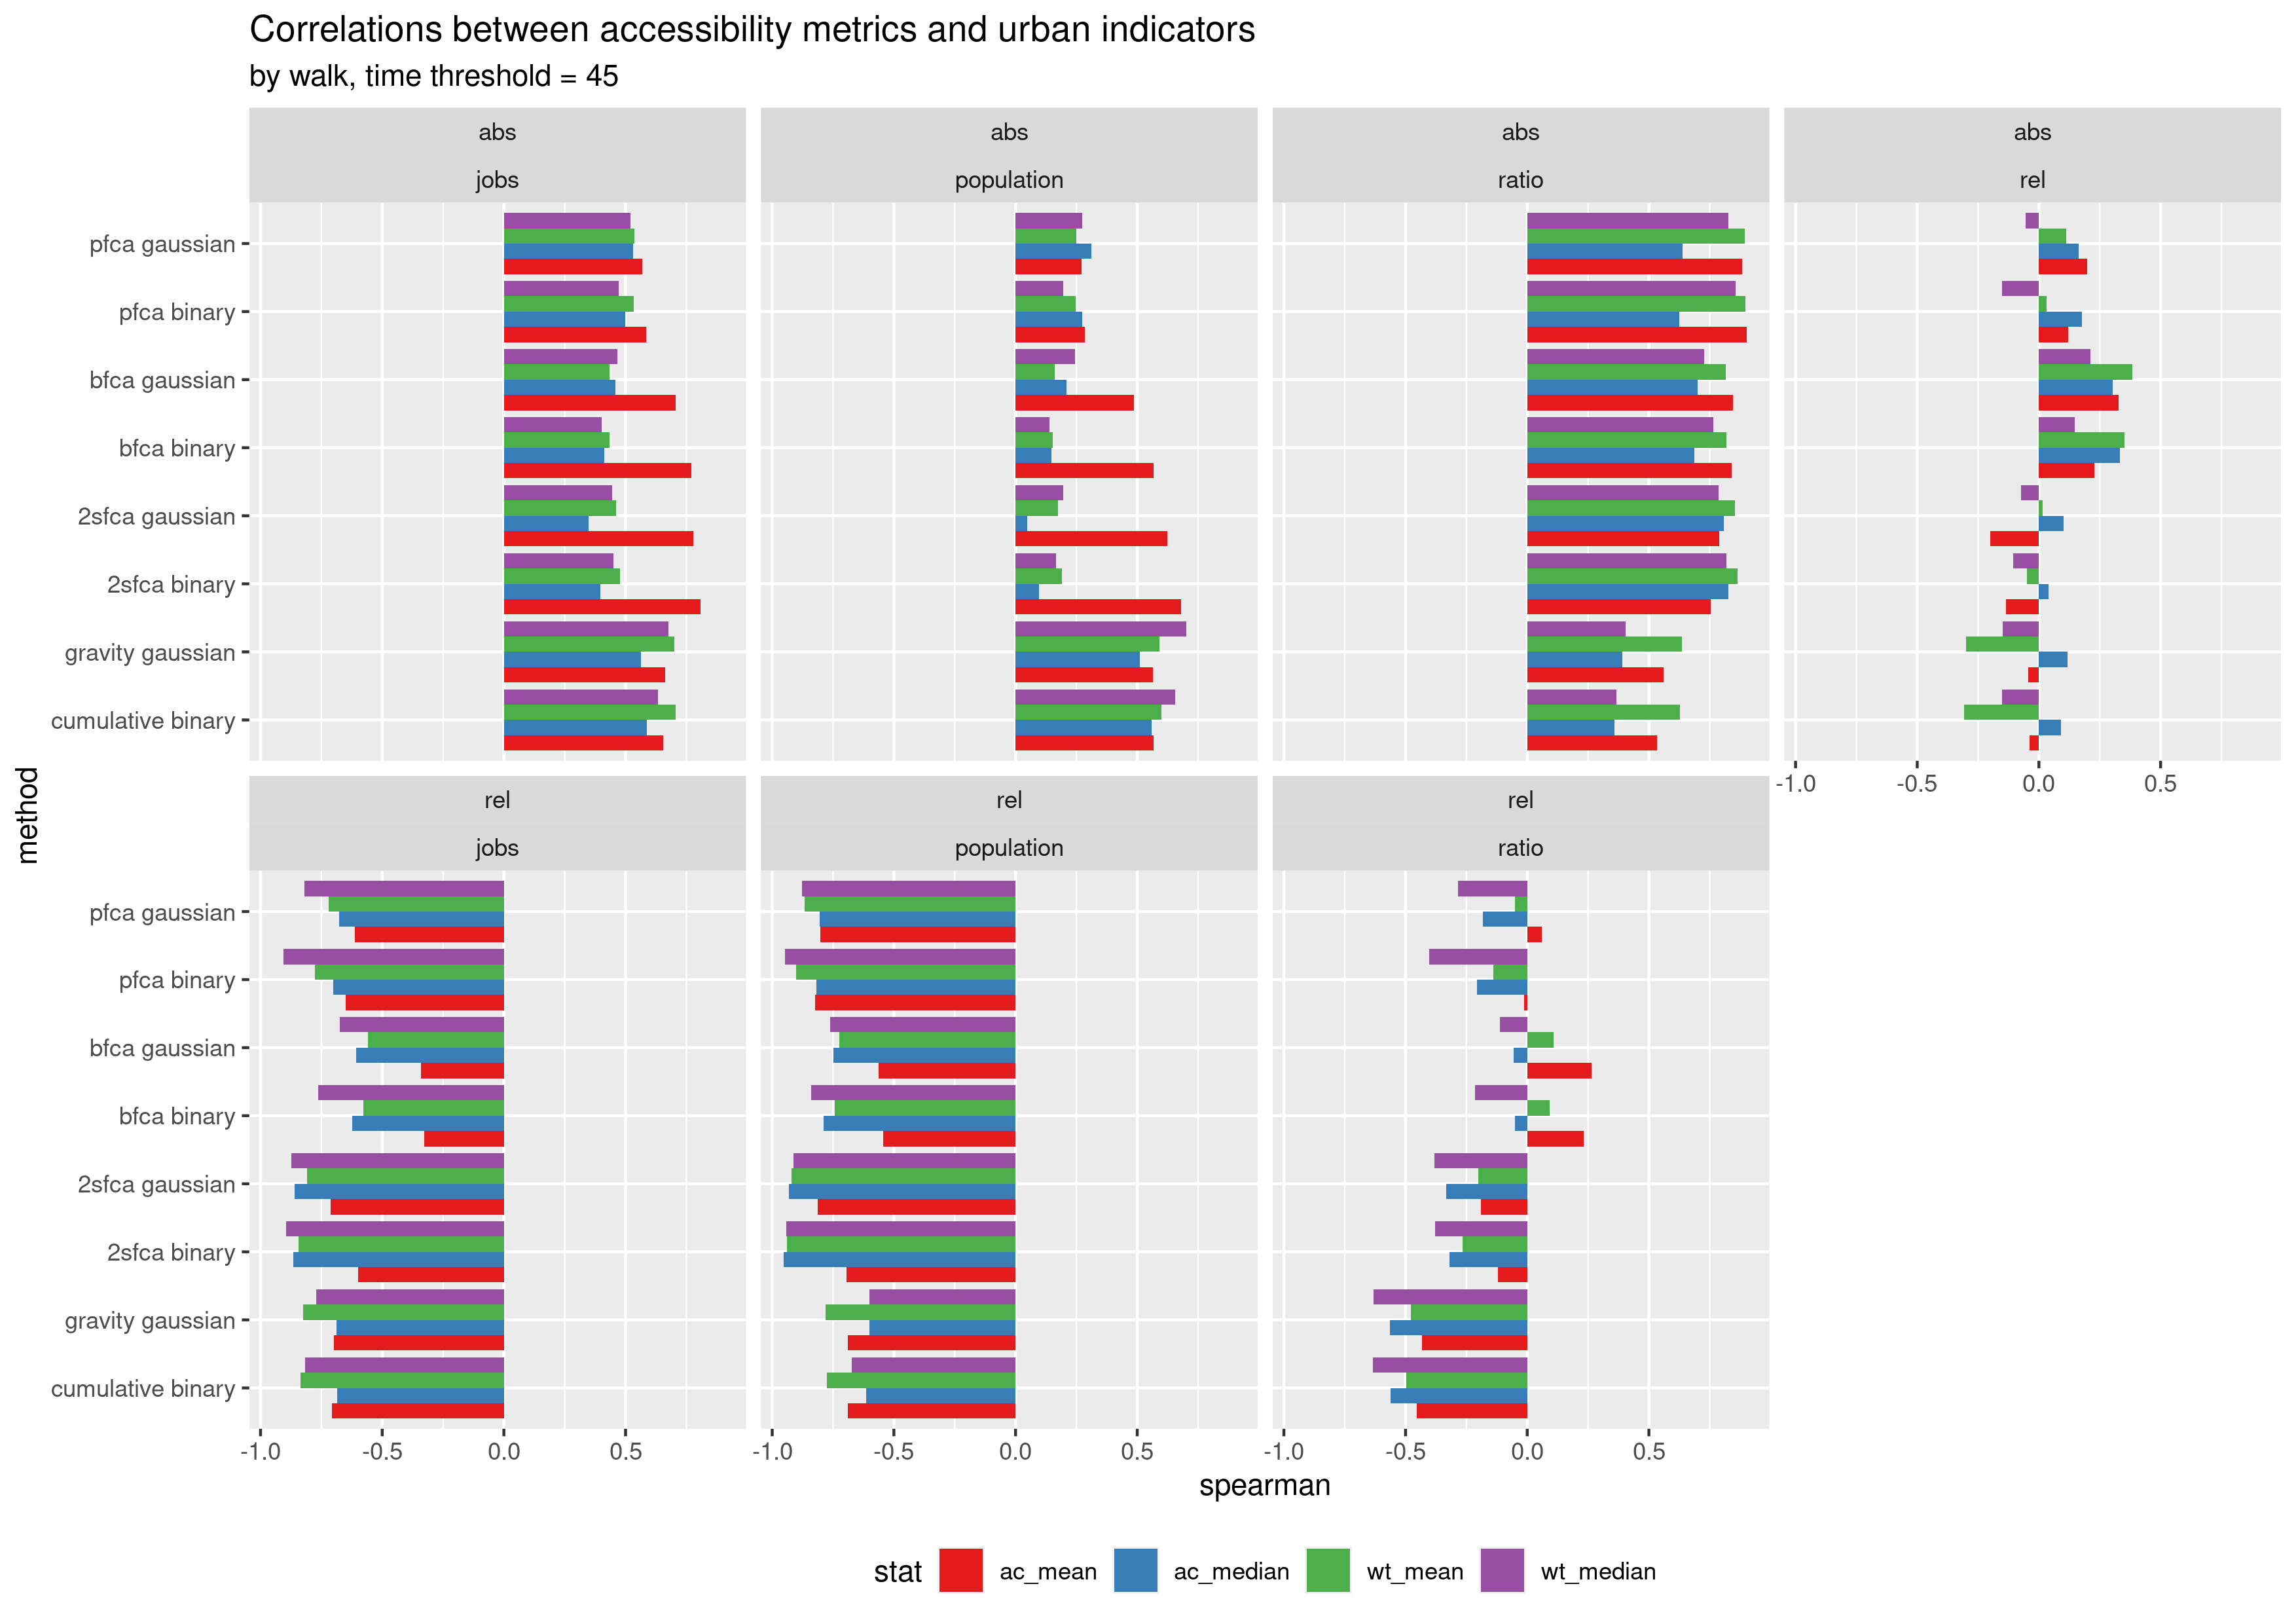 Correlations between accessibility metrics and urban indicators
by walk, time threshold = 45
abs abs abs abs
jobs population ratio rel
pfca gaussian
pfca binary
bfca gaussian
bfca binary
2sfca gaussian
2sfca binary
gravity gaussian
cumulative binary
-1.0 -0.5 0.0 0.5
method
rel rel rel
jobs population ratio
pfca gaussian
pfca binary
bfca gaussian
bfca binary
2sfca gaussian
2sfca binary
gravity gaussian
cumulative binary
-1.0 -0.5 0.0 0.5 -1.0 -0.5 0.0 0.5 -1.0 -0.5 0.0 0.5
spearman
stat ac_mean ac_median wt_mean wt_median